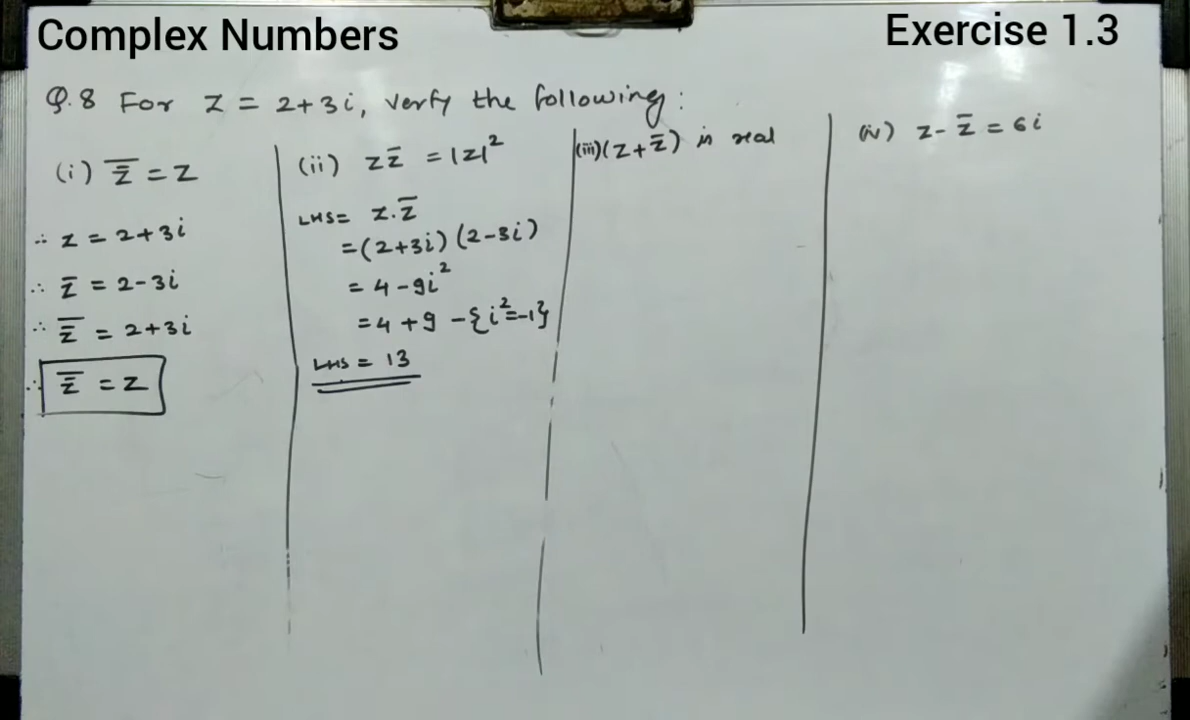 Complex Numbers
Exercise 1.3
Q.8 For z = 2+3i, verfy the following:
(i) z̿ = z
∴ z = 2+3i
∴ z̄ = 2-3i
∴ z̿ = 2+3i
∴ z̿ = z
(ii) z z̄ = |z|²
LHS = z.z̄
= (2+3i) (2-3i)
= 4 - 9i²
= 4 + 9 - {i²=-1}
LHS = 13
(iii) (z+z̄) is real
(iv) z - z̄ = 6i